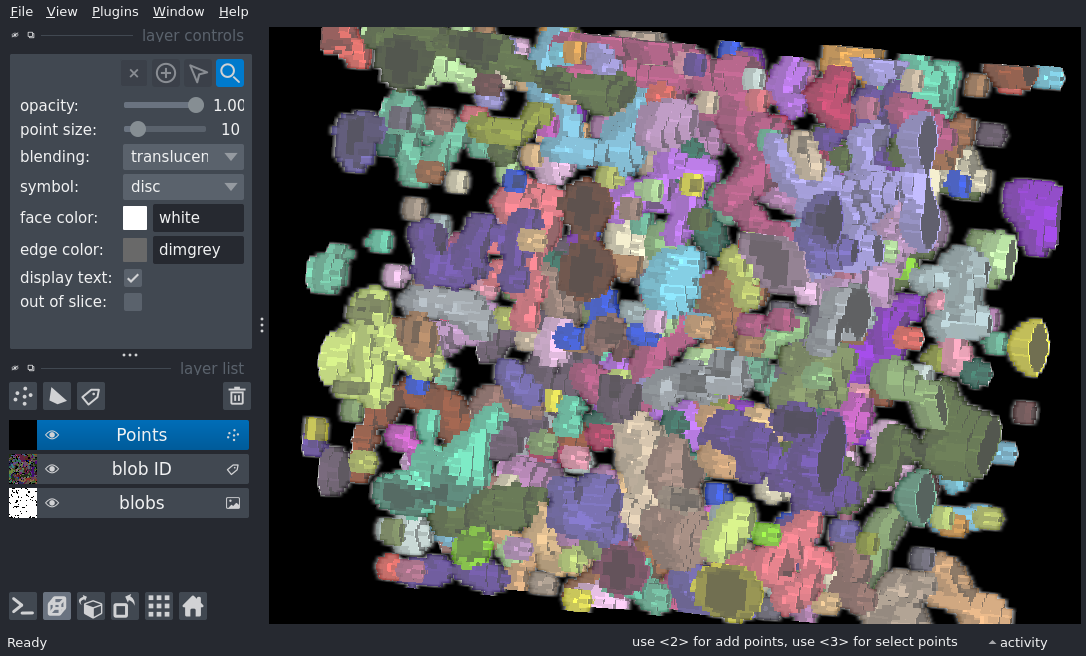 File View Plugins Window Help
layer controls
opacity: 1.00
point size: 10
blending: translucen
symbol: disc
face color: white
edge color: dimgrey
display text:
out of slice:
layer list
Points
blob ID
blobs
Ready use <2> for add points, use <3> for select points activity